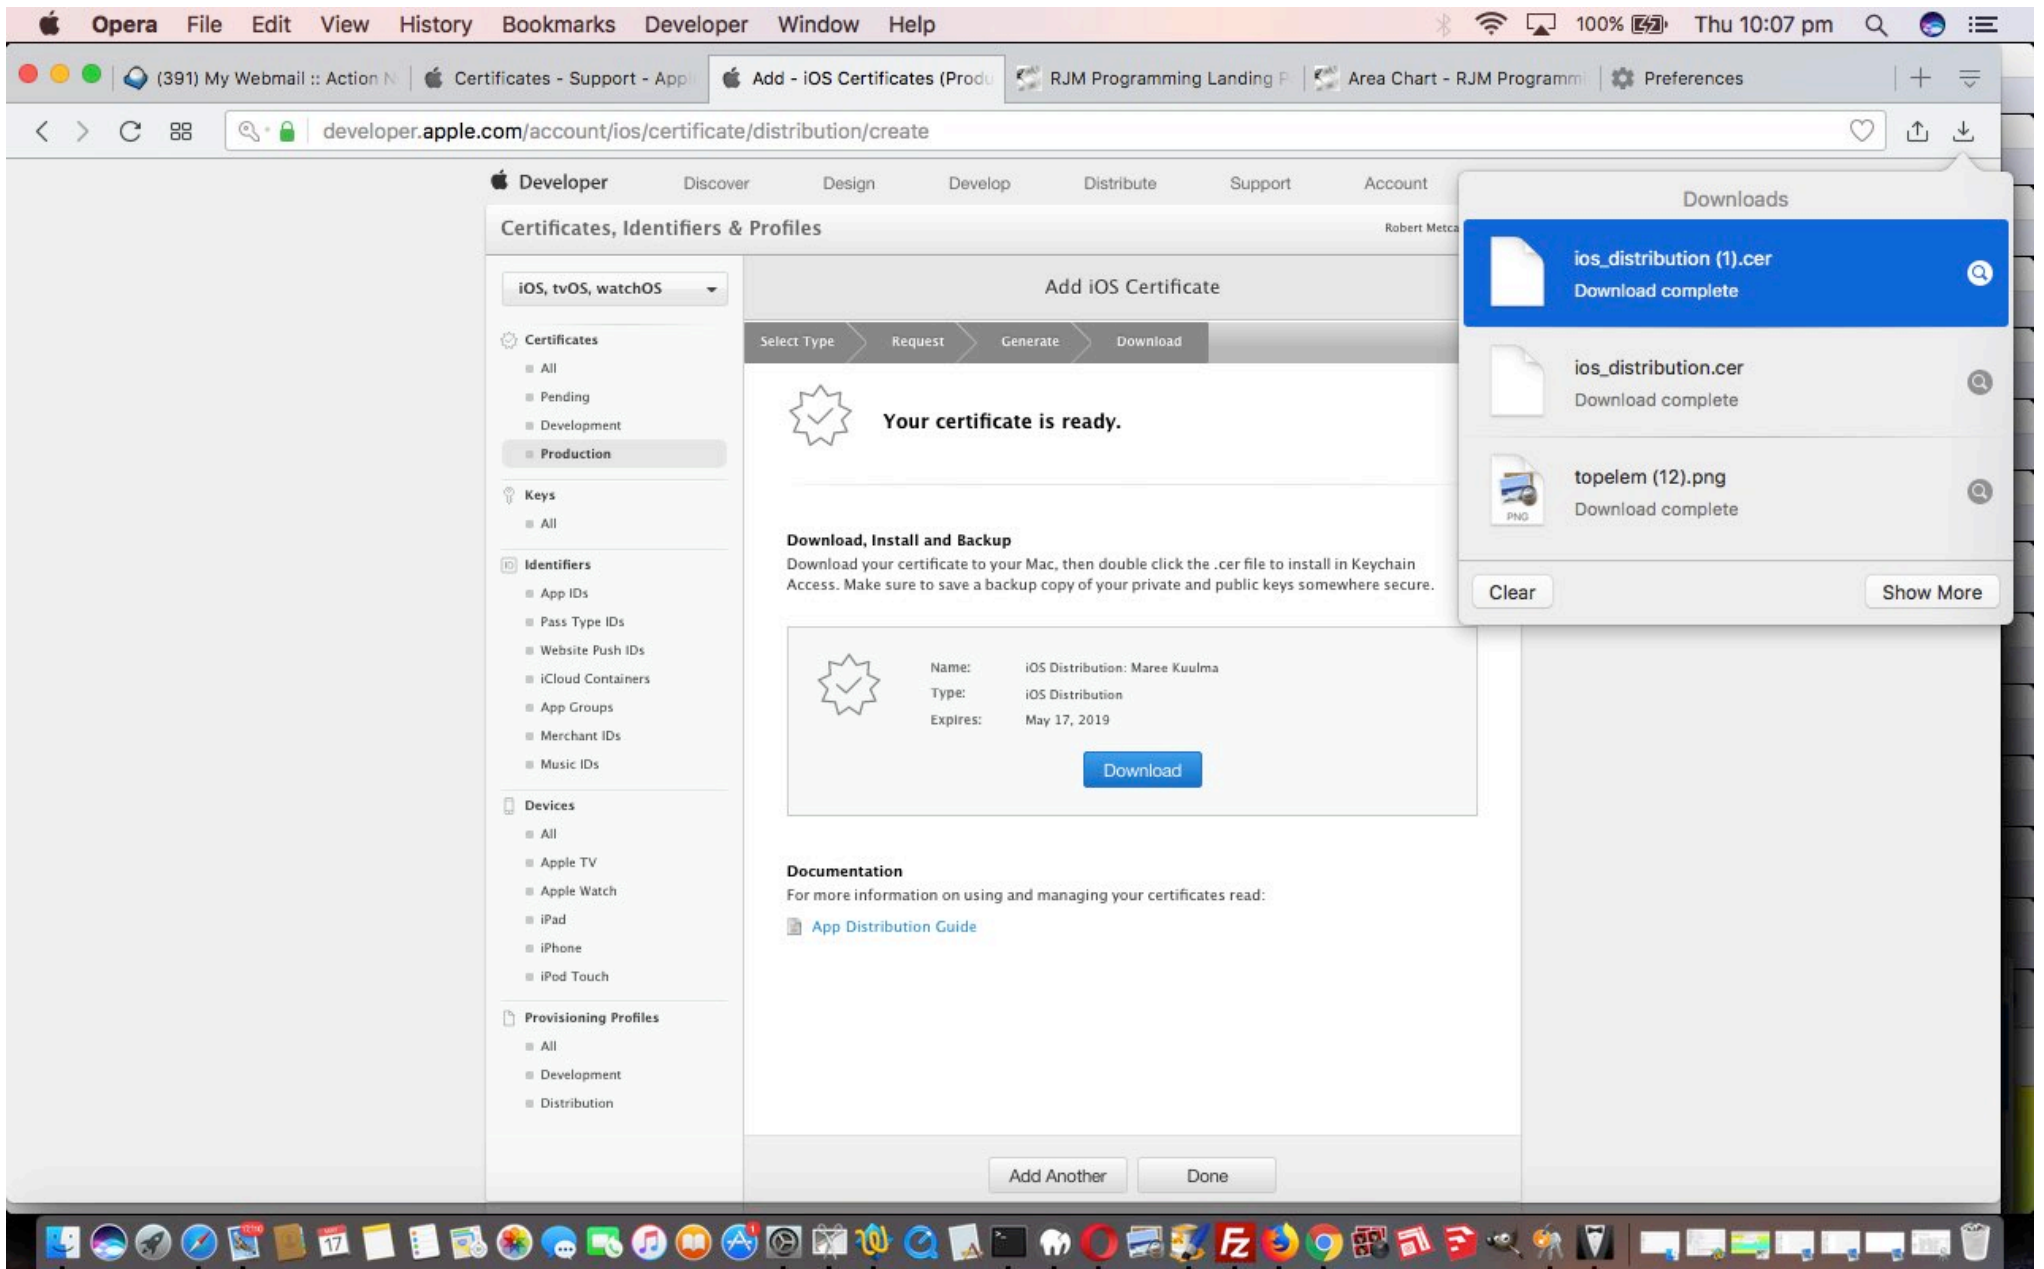 Opera File Edit View History Bookmarks Developer Window Help 100% Thu 10:07 pm
(391) My Webmail :: Action N Certificates - Support - Appl Add - iOS Certificates (Produ RJM Programming Landing P Area Chart - RJM Programmi Preferences
developer.apple.com/account/ios/certificate/distribution/create
Developer Discover Design Develop Distribute Support Account
Certificates, Identifiers & Profiles Robert Metca
iOS, tvOS, watchOS
Certificates
All
Pending
Development
Production
Keys
All
Identifiers
App IDs
Pass Type IDs
Website Push IDs
iCloud Containers
App Groups
Merchant IDs
Music IDs
Devices
All
Apple TV
Apple Watch
iPad
iPhone
iPod Touch
Provisioning Profiles
All
Development
Distribution
Add iOS Certificate
Select Type Request Generate Download
Your certificate is ready.
Download, Install and Backup
Download your certificate to your Mac, then double click the .cer file to install in Keychain
Access. Make sure to save a backup copy of your private and public keys somewhere secure.
Name: iOS Distribution: Maree Kuulma
Type: iOS Distribution
Expires: May 17, 2019
Download
Documentation
For more information on using and managing your certificates read:
App Distribution Guide
Add Another Done
Downloads
ios_distribution (1).cer
Download complete
ios_distribution.cer
Download complete
PNG
topelem (12).png
Download complete
Clear Show More
17